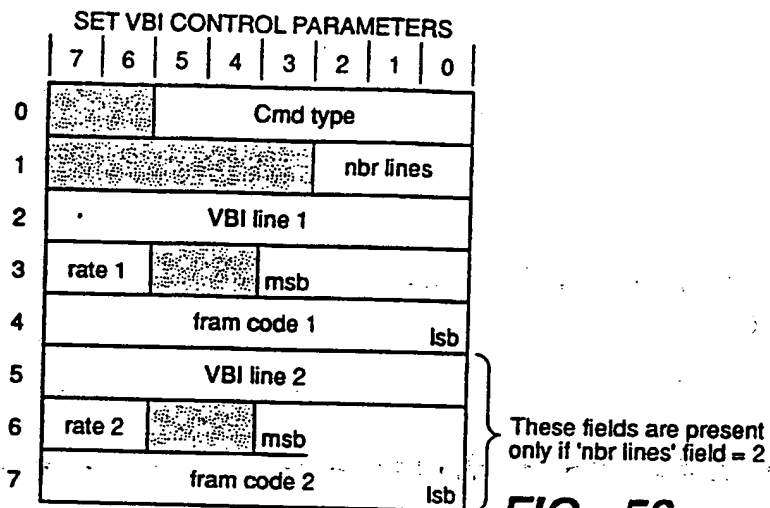 SET VBI CONTROL PARAMETERS
7 6 5 4 3 2 1 0
0 Cmd type
1 nbr lines
2 VBI line 1
3 rate 1 msb
4 fram code 1 lsb
5 VBI line 2
6 rate 2 msb
These fields are present
only if 'nbr lines' field = 2
7 fram code 2 lsb